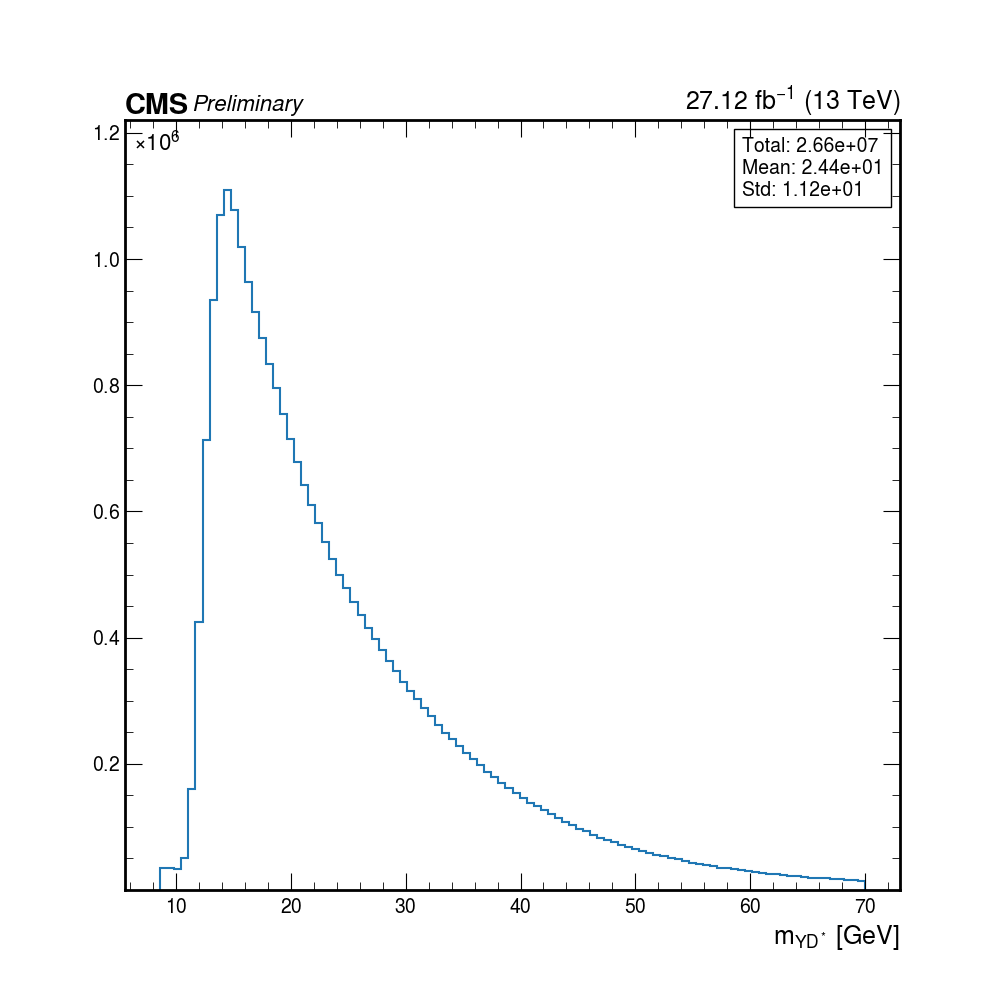 CMS Preliminary 27.12 fb⁻¹ (13 TeV)
×10⁶
Total: 2.66e+07
Mean: 2.44e+01
Std: 1.12e+01
1.2
1.0
0.8
0.6
0.4
0.2
10 20 30 40 50 60 70
m_{YD*} [GeV]